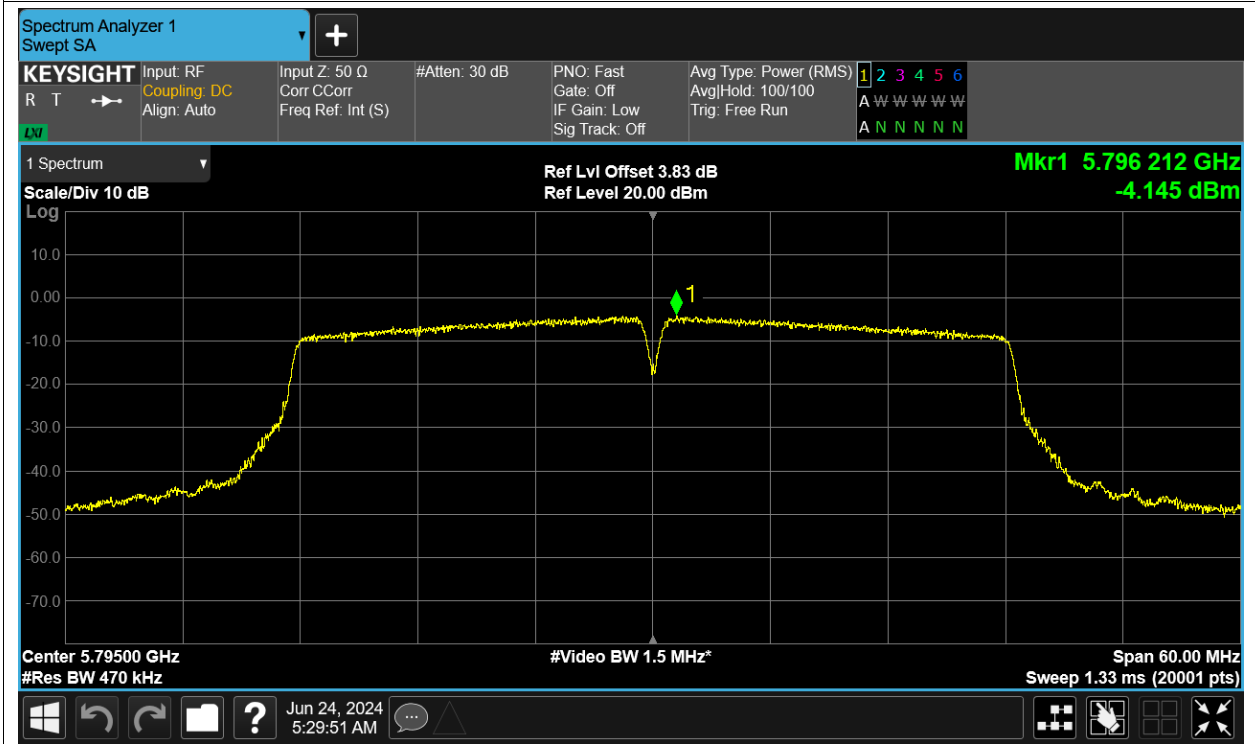 Spectrum Analyzer 1
Swept SA
+
KEYSIGHT
R T
LXI
Input: RF
Coupling: DC
Align: Auto
Input Z: 50 Ω
Corr CCorr
Freq Ref: Int (S)
#Atten: 30 dB
PNO: Fast
Gate: Off
IF Gain: Low
Sig Track: Off
Avg Type: Power (RMS)
Avg|Hold: 100/100
Trig: Free Run
1 2 3 4 5 6
A W W W W W
A N N N N N
1 Spectrum
Scale/Div 10 dB
Log
Ref Lvl Offset 3.83 dB
Ref Level 20.00 dBm
Mkr1 5.796 212 GHz
-4.145 dBm
10.0
0.00
-10.0
-20.0
-30.0
-40.0
-50.0
-60.0
-70.0
1
Center 5.79500 GHz
#Res BW 470 kHz
#Video BW 1.5 MHz*
Span 60.00 MHz
Sweep 1.33 ms (20001 pts)
?
Jun 24, 2024
5:29:51 AM